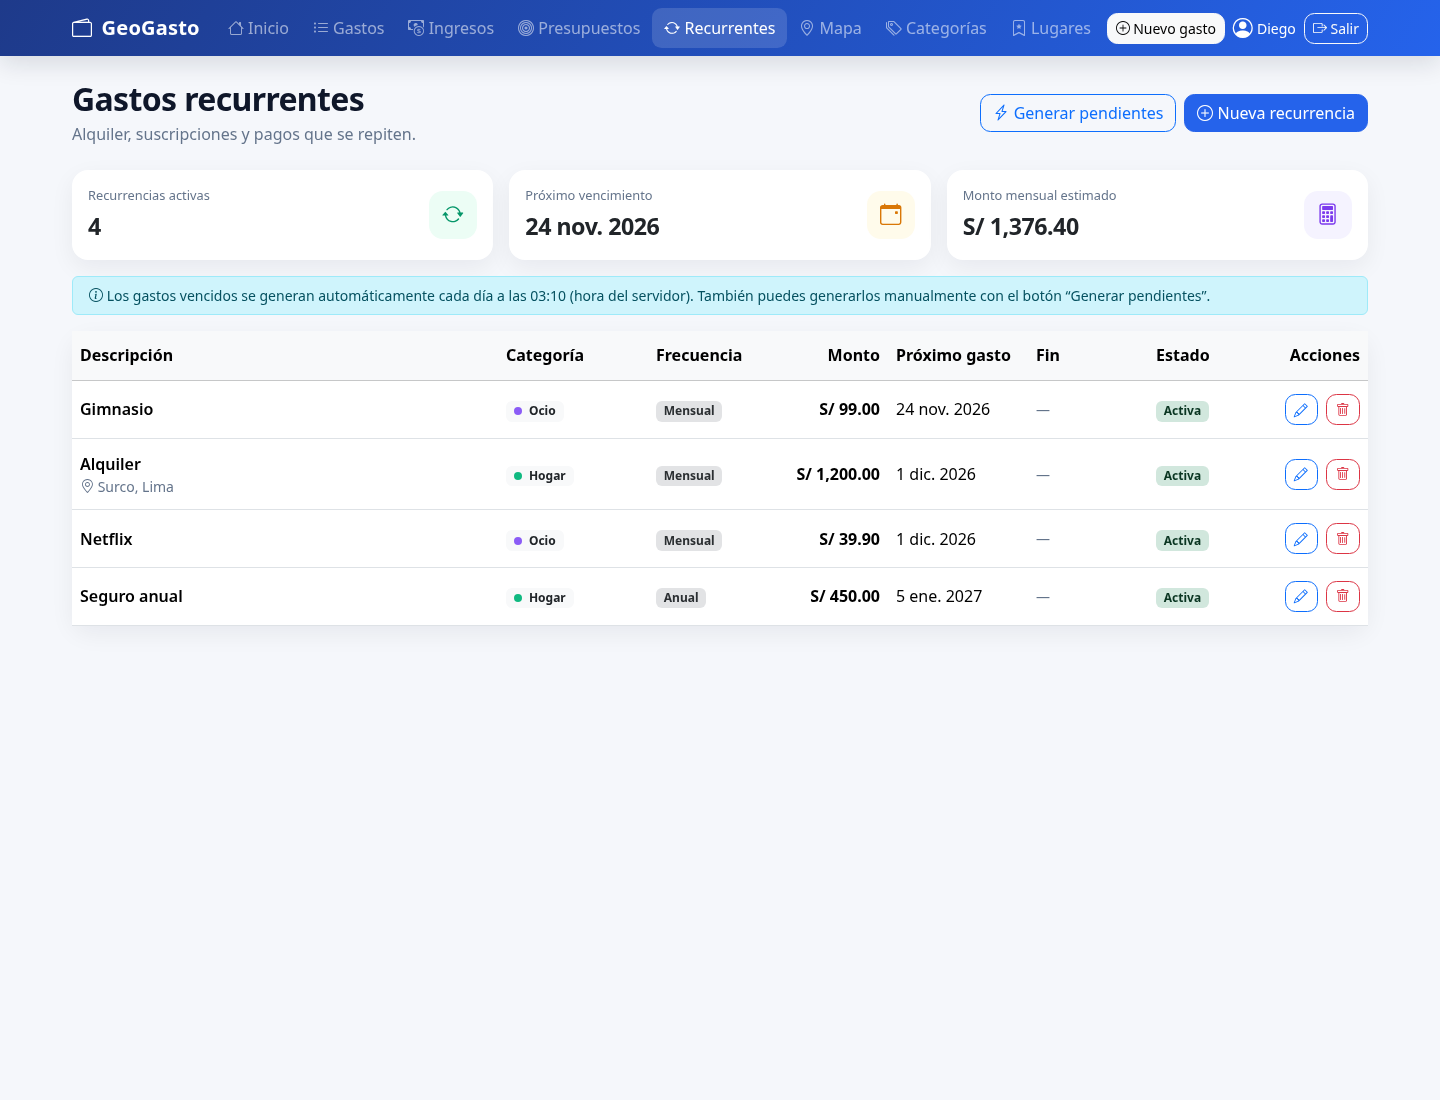 GeoGasto Inicio Gastos Ingresos Presupuestos Recurrentes Mapa Categorías Lugares Nuevo gasto Diego Salir
Gastos recurrentes
Alquiler, suscripciones y pagos que se repiten.
Generar pendientes Nueva recurrencia
Recurrencias activas
4
Próximo vencimiento
24 nov. 2026
Monto mensual estimado
S/ 1,376.40
Los gastos vencidos se generan automáticamente cada día a las 03:10 (hora del servidor). También puedes generarlos manualmente con el botón “Generar pendientes”.
Descripción Categoría Frecuencia Monto Próximo gasto Fin Estado Acciones
Gimnasio Ocio Mensual S/ 99.00 24 nov. 2026 — Activa
Alquiler Hogar Mensual S/ 1,200.00 1 dic. 2026 — Activa
Surco, Lima
Netflix Ocio Mensual S/ 39.90 1 dic. 2026 — Activa
Seguro anual Hogar Anual S/ 450.00 5 ene. 2027 — Activa